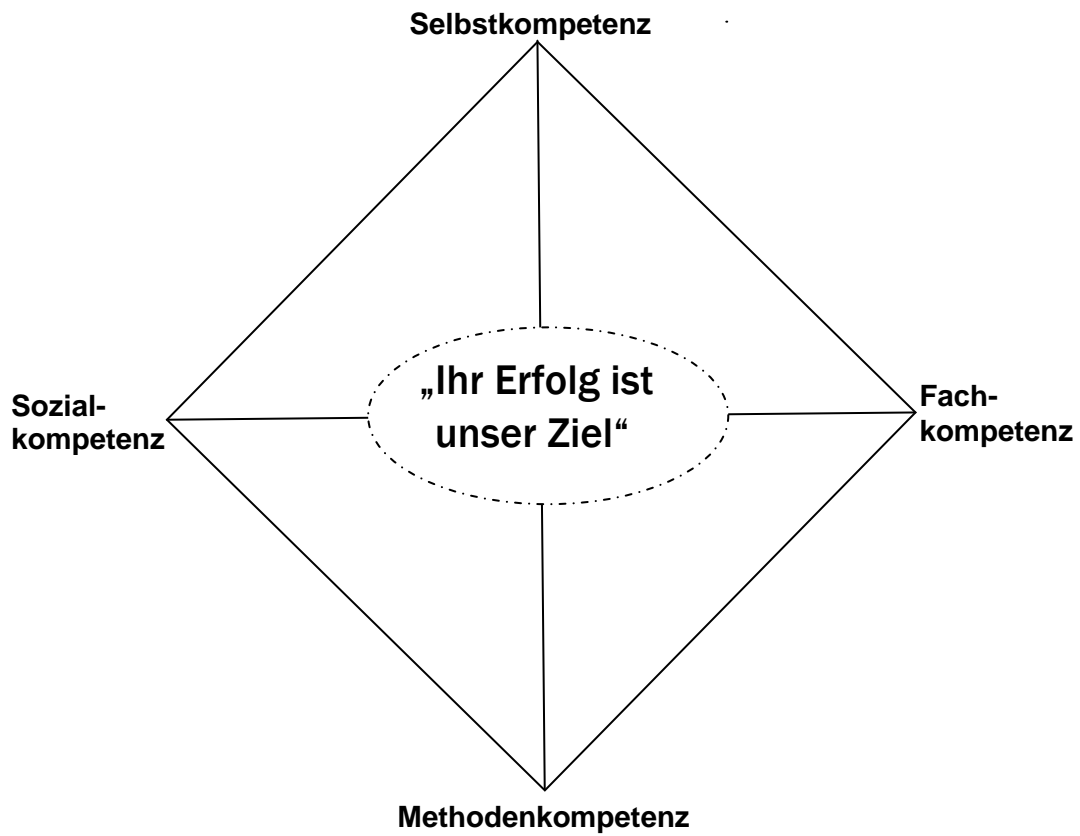 Selbstkompetenz
Sozial-
kompetenz
„Ihr Erfolg ist
unser Ziel“
Fach-
kompetenz
Methodenkompetenz